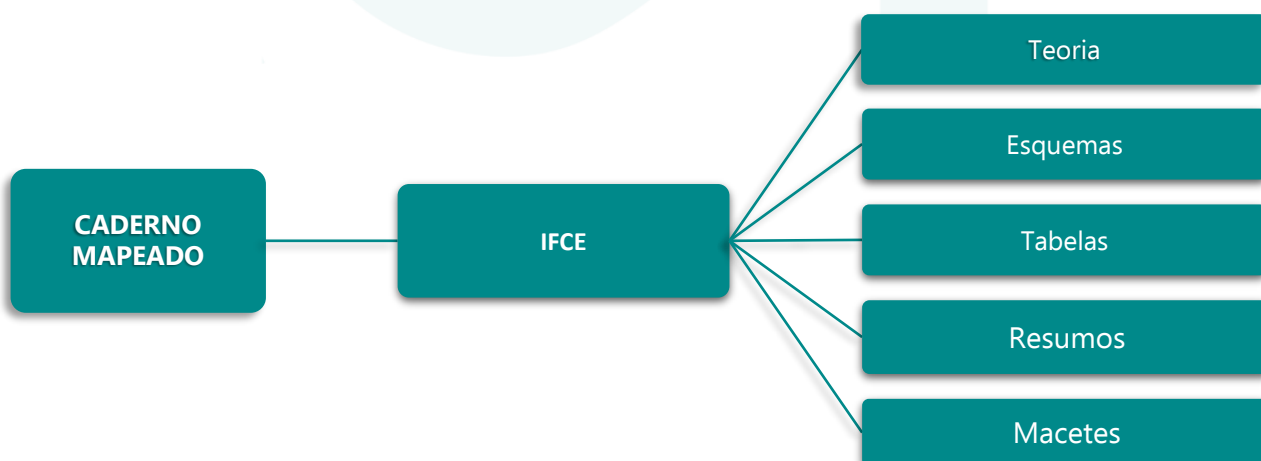 CADERNO
MAPEADO
IFCE
Teoria
Esquemas
Tabelas
Resumos
Macetes